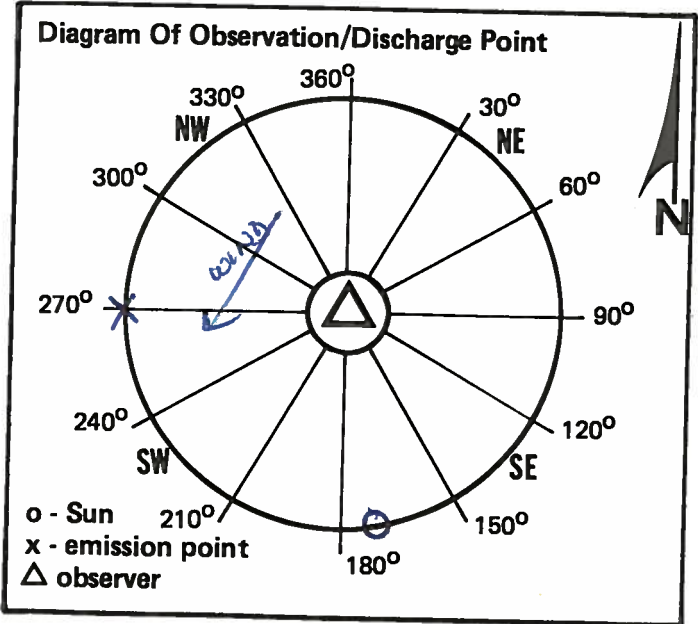 Diagram Of Observation/Discharge Point
360°
330°
30°
NW
NE
300°
60°
N
WIND
270°
X
90°
240°
120°
SW
SE
o - Sun
210°
150°
x - emission point
180°
△ observer